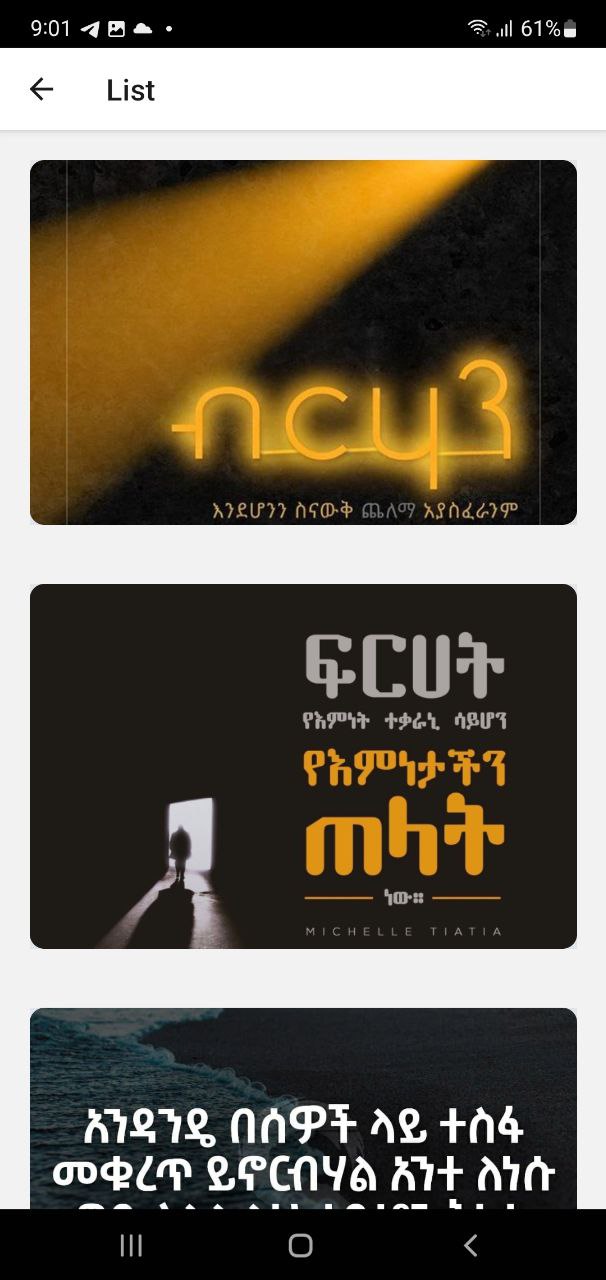 9:01
61%
List
ብርሃን
እንደሆንን ስናውቅ ጨለማ አያስፈራንም
ፍርሀት
የእምነት ተቃራኒ ሳይሆን
የእምነታችን
ጠላት
ነው።
MICHELLE TIATIA
አንዳንዴ በሰዎች ላይ ተስፋ
መቁረጥ ይኖርብሃል አንተ ለነሱ